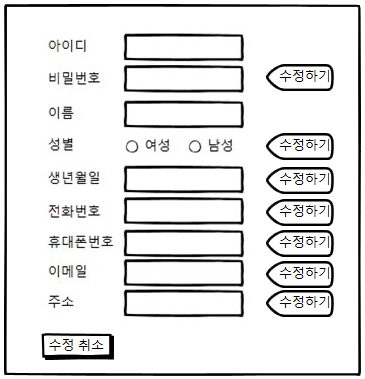 아이디
비밀번호 수정하기
이름
성별 여성 남성 수정하기
생년월일 수정하기
전화번호 수정하기
휴대폰번호 수정하기
이메일 수정하기
주소 수정하기
수정 취소